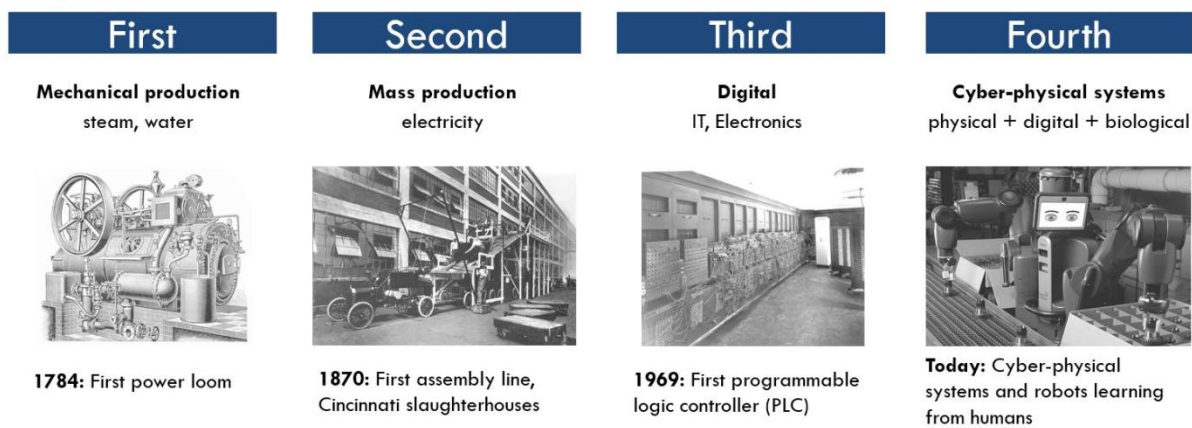 First
Mechanical production
steam, water
1784: First power loom
Second
Mass production
electricity
1870: First assembly line,
Cincinnati slaughterhouses
Third
Digital
IT, Electronics
1969: First programmable
logic controller (PLC)
Fourth
Cyber-physical systems
physical + digital + biological
Today: Cyber-physical
systems and robots learning
from humans